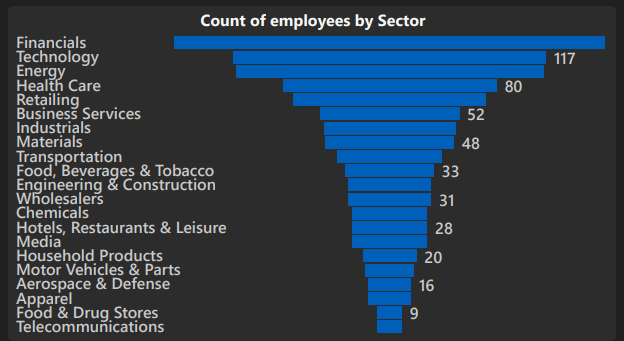 Count of employees by Sector
Financials
Technology 117
Energy
Health Care 80
Retailing
Business Services 52
Industrials
Materials 48
Transportation
Food, Beverages & Tobacco 33
Engineering & Construction
Wholesalers 31
Chemicals
Hotels, Restaurants & Leisure 28
Media
Household Products 20
Motor Vehicles & Parts
Aerospace & Defense 16
Apparel
Food & Drug Stores 9
Telecommunications